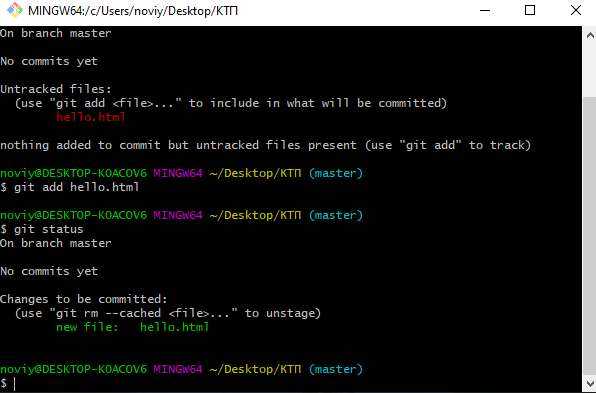 MINGW64:/c/Users/noviy/Desktop/КТП
On branch master
No commits yet
Untracked files:
  (use "git add <file>..." to include in what will be committed)
        hello.html
nothing added to commit but untracked files present (use "git add" to track)
noviy@DESKTOP-KOACOV6 MINGW64 ~/Desktop/КТП (master)
$ git add hello.html
noviy@DESKTOP-KOACOV6 MINGW64 ~/Desktop/КТП (master)
$ git status
On branch master
No commits yet
Changes to be committed:
  (use "git rm --cached <file>..." to unstage)
        new file:   hello.html
noviy@DESKTOP-KOACOV6 MINGW64 ~/Desktop/КТП (master)
$